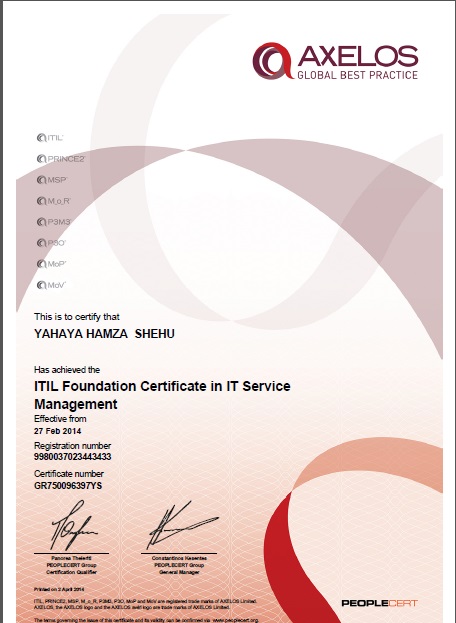 AXELOS
GLOBAL BEST PRACTICE
ITIL®
PRINCE2®
MSP®
M_o_R®
P3M3®
P3O®
MoP®
MoV®
This is to certify that
YAHAYA HAMZA SHEHU
Has achieved the
ITIL Foundation Certificate in IT Service
Management
Effective from
27 Feb 2014
Registration number
9980037023443433
Certificate number
GR750096397YS
Panorea Theleriti
PEOPLECERT Group
Certification Qualifier
Constantinos Kesentes
PEOPLECERT Group
General Manager
Printed on 2 April 2014
ITIL, PRINCE2, MSP, M_o_R, P3M3, P3O, MoP and MoV are registered trade marks of AXELOS Limited.
AXELOS, the AXELOS logo and the AXELOS swirl logo are trade marks of AXELOS Limited.
The terms governing the issue of this certificate and its validity can be confirmed via www.peoplecert.org.
PEOPLECERT